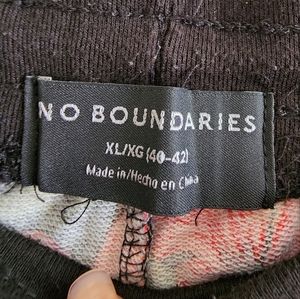 NO BOUNDARIES
XL/XG (40-42)
Made in/Hecho en China